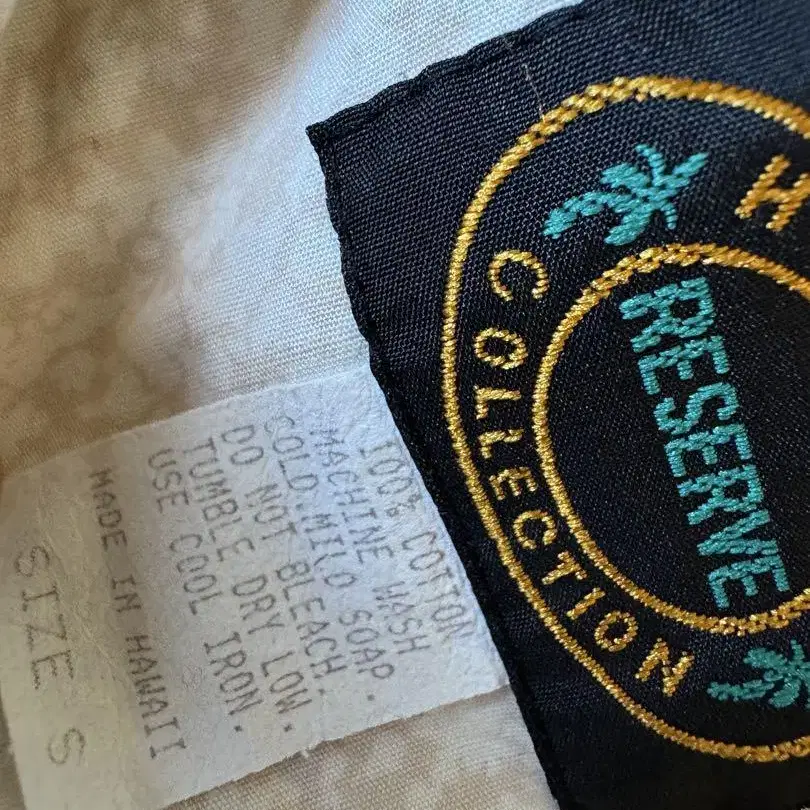 H
COLLECTION
RESERVE
100% COTTON
MACHINE WASH
COLD.MILD SOAP.
DO NOT BLEACH.
TUMBLE DRY LOW.
USE COOL IRON.
MADE IN HAWAII
SIZE S